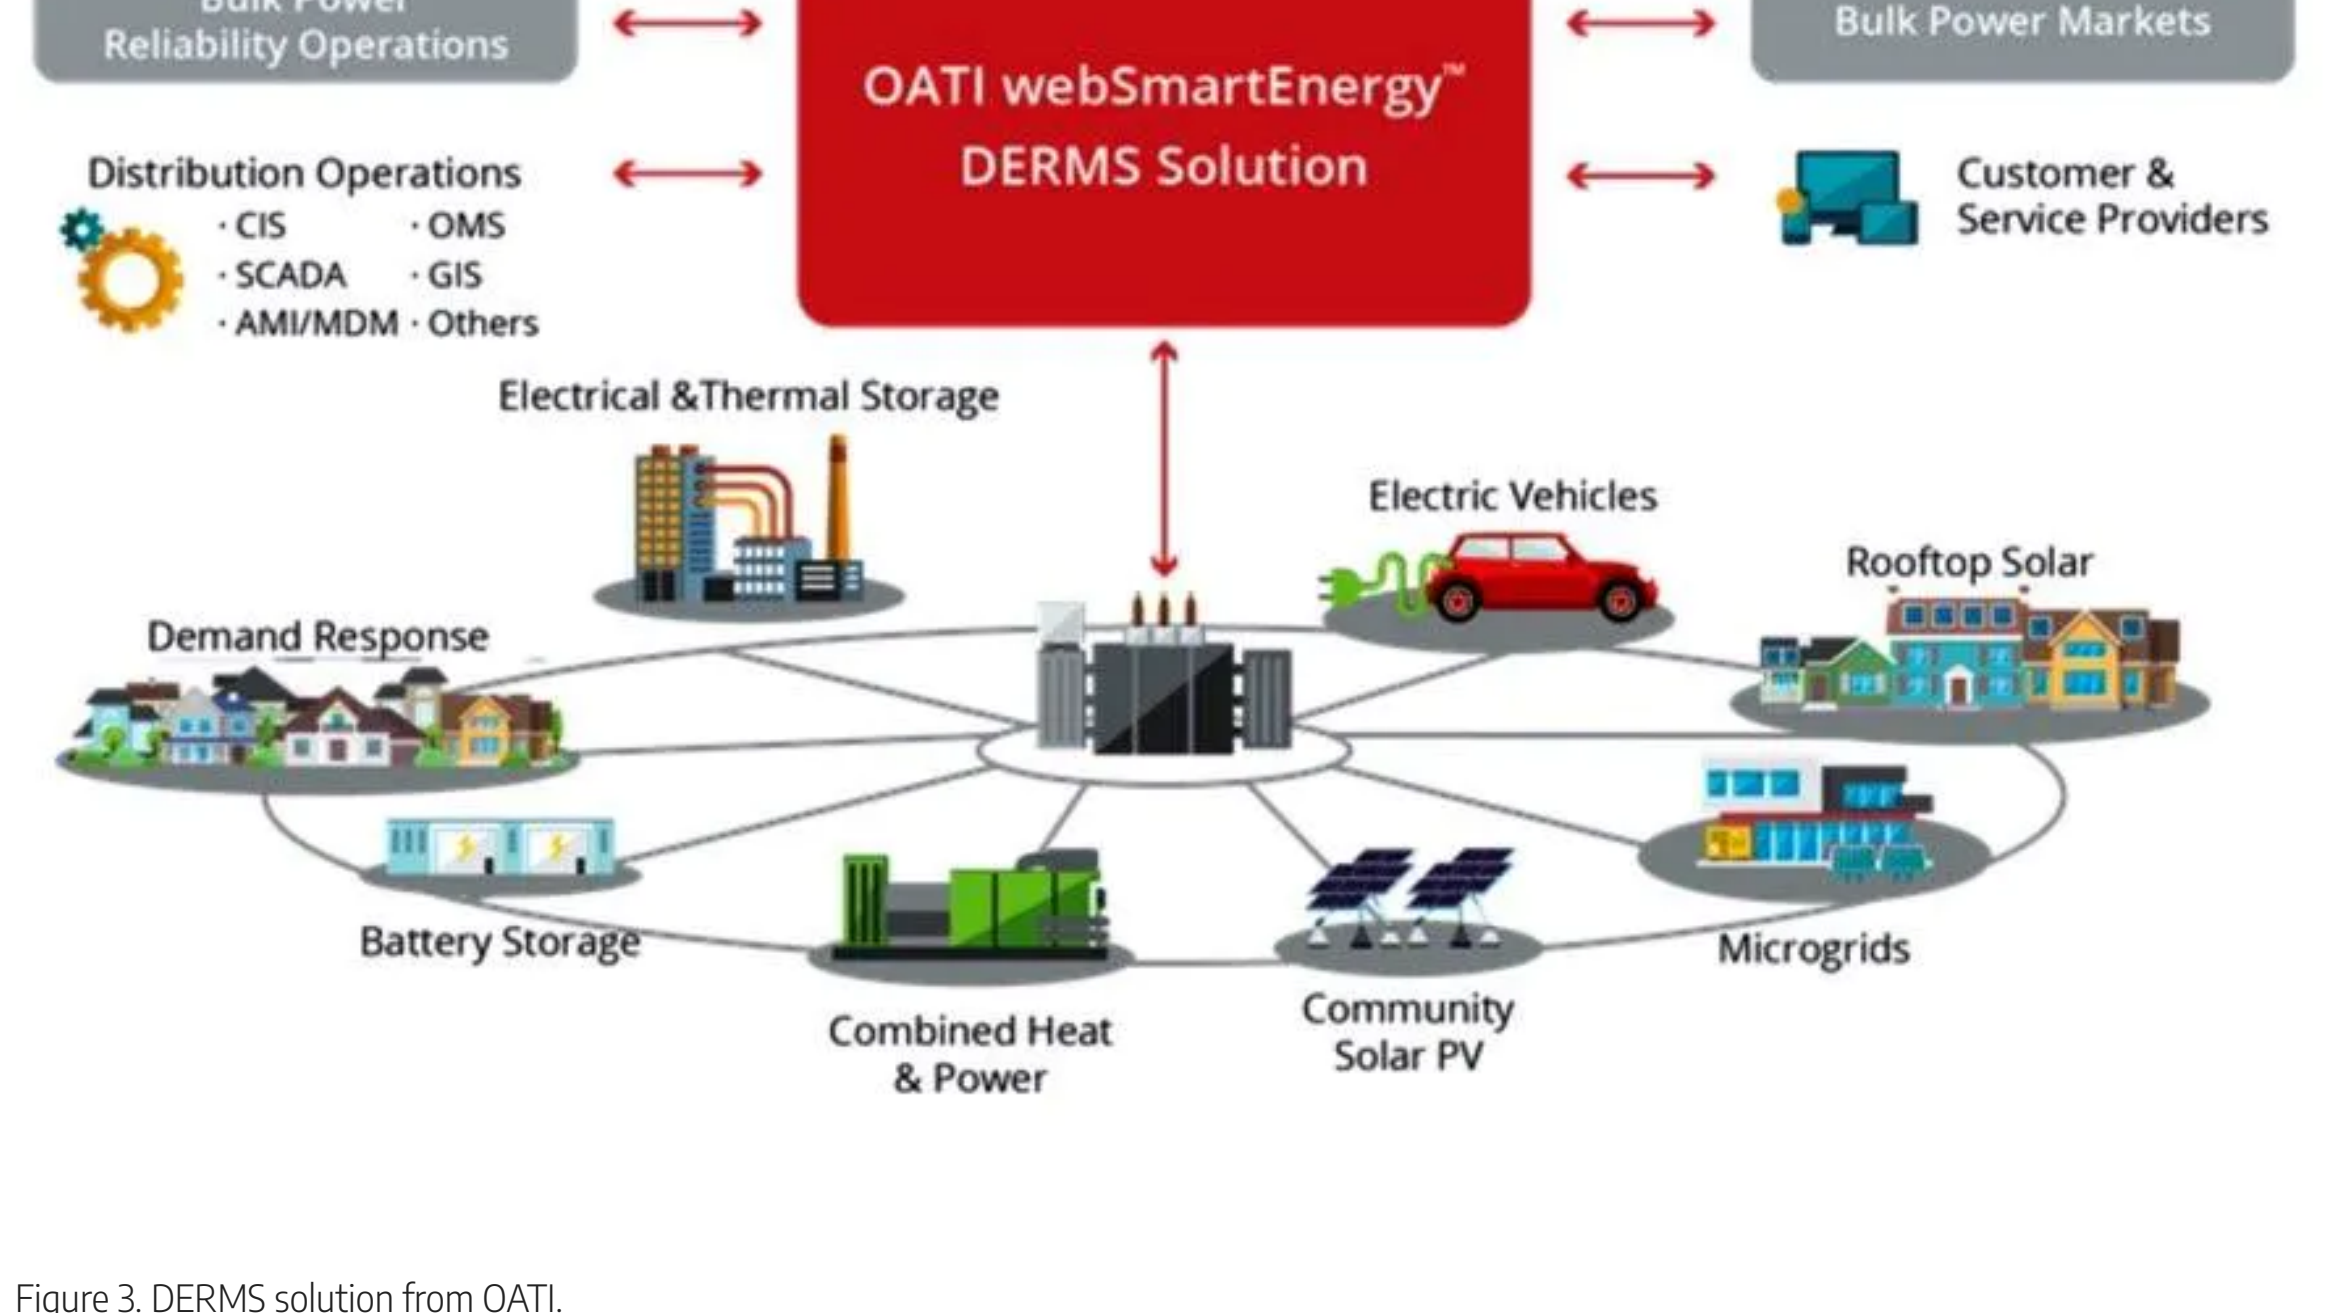 Bulk Power
Reliability Operations
Bulk Power Markets
OATI webSmartEnergy™
DERMS Solution
Distribution Operations
· CIS · OMS
· SCADA · GIS
· AMI/MDM · Others
Customer &
Service Providers
Electrical &Thermal Storage
Electric Vehicles
Rooftop Solar
Demand Response
Battery Storage
Microgrids
Combined Heat
& Power
Community
Solar PV
Figure 3. DERMS solution from OATI.